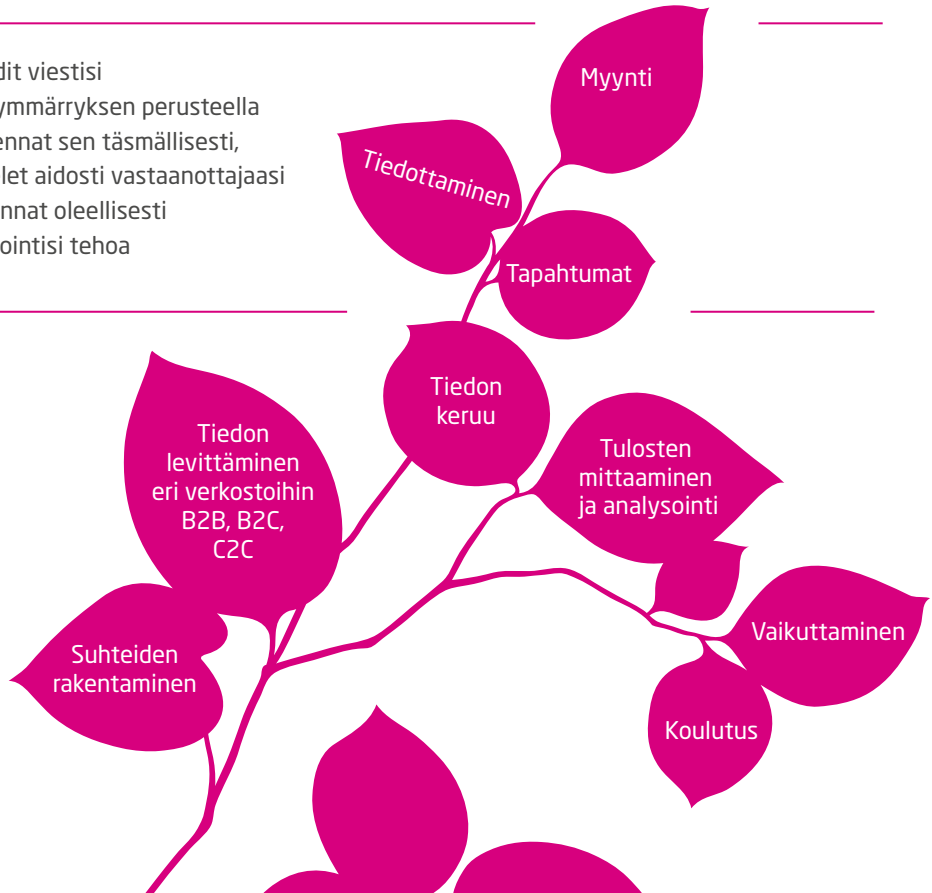 dit viestisi
ymmärryksen perusteella
ennat sen täsmällisesti,
let aidosti vastaanottajaasi
nnat oleellisesti
ointisi tehoa
Myynti
Tiedottaminen
Tapahtumat
Tiedon
keruu
Tiedon
levittäminen
eri verkostoihin
B2B, B2C,
C2C
Tulosten
mittaaminen
ja analysointi
Suhteiden
rakentaminen
Vaikuttaminen
Koulutus